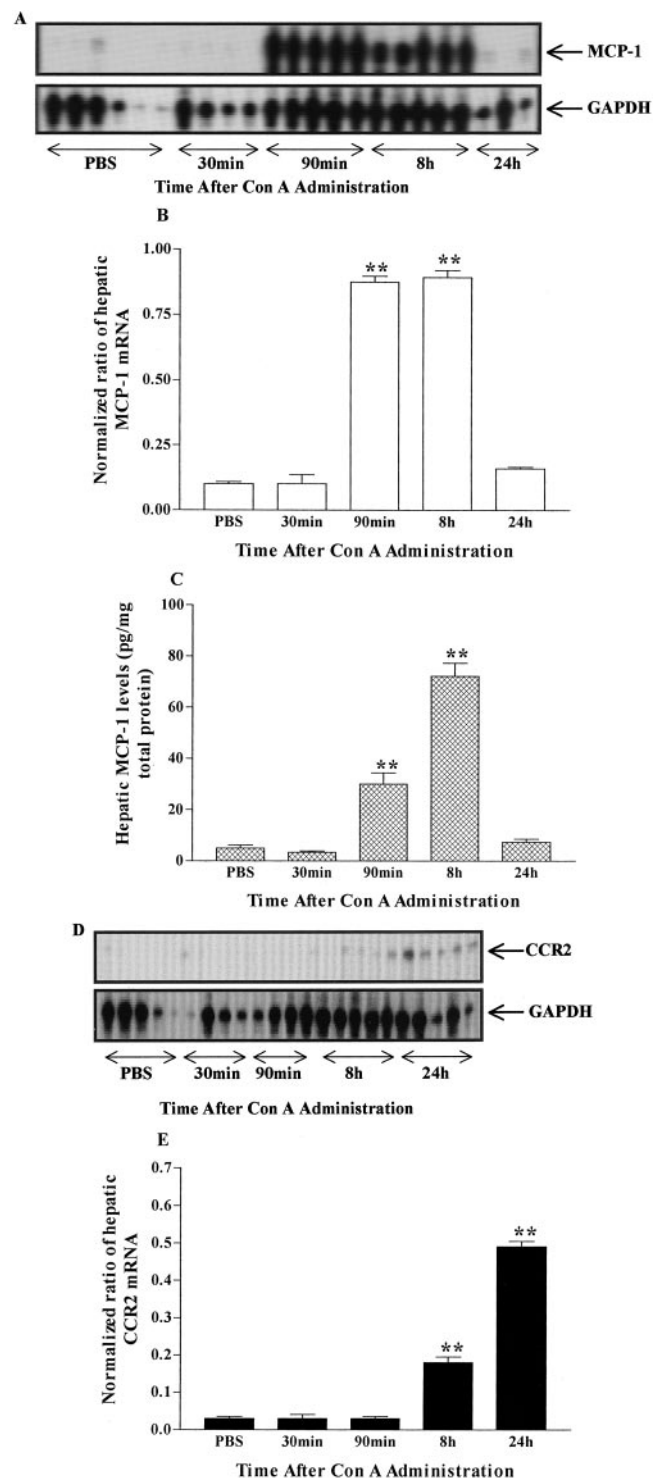 A
MCP-1
GAPDH
PBS 30min 90min 8h 24h
Time After Con A Administration
B
Normalized ratio of hepatic
MCP-1 mRNA
1.00
0.75
0.50
0.25
0.00
** **
PBS 30min 90min 8h 24h
Time After Con A Administration
C
Hepatic MCP-1 levels (pg/mg
total protein)
100
80
60
40
20
0
** **
PBS 30min 90min 8h 24h
Time After Con A Administration
D
CCR2
GAPDH
PBS 30min 90min 8h 24h
Time After Con A Administration
E
Normalized ratio of hepatic
CCR2 mRNA
0.7
0.6
0.5
0.4
0.3
0.2
0.1
0.0
** **
PBS 30min 90min 8h 24h
Time After Con A Administration